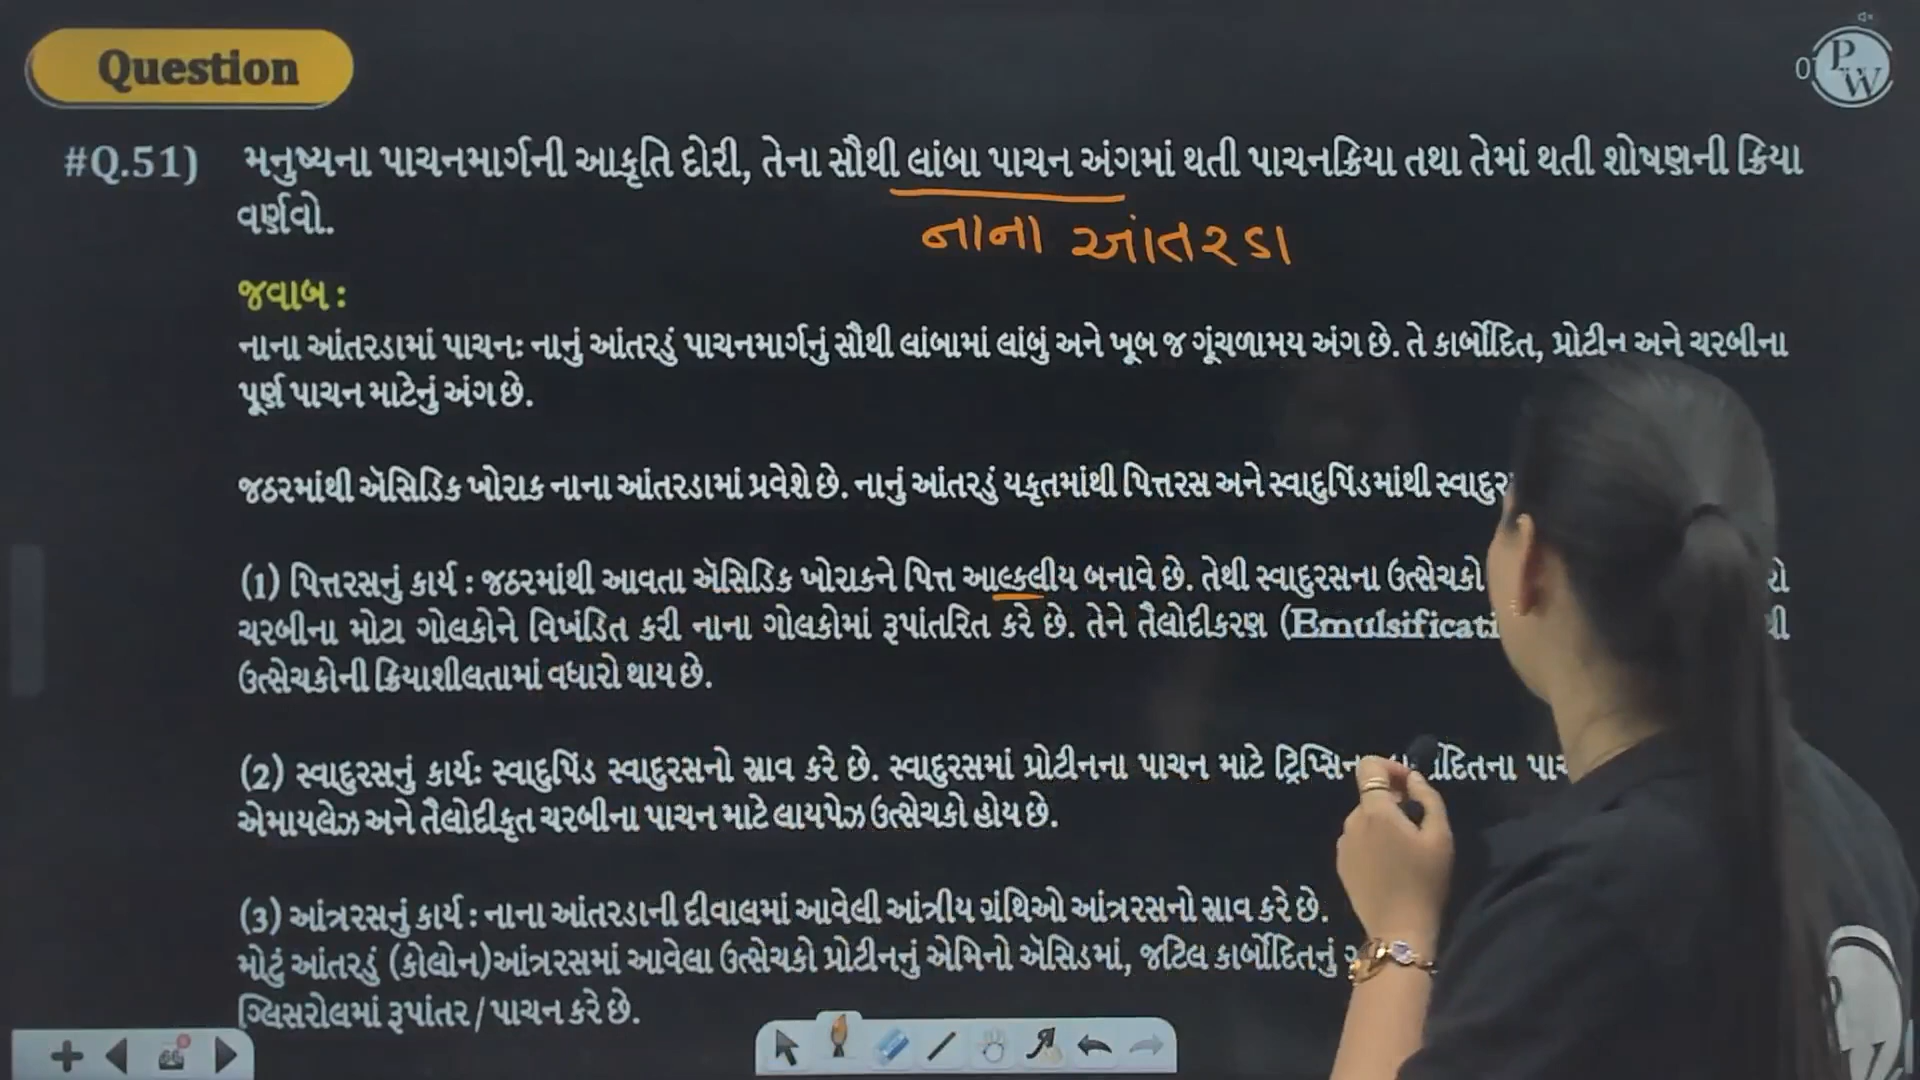 Question
PW
#Q.51) મનુષ્યના પાચનમાર્ગની આકૃતિ દોરી, તેના સૌથી લાંબા પાચન અંગમાં થતી પાચનક્રિયા તથા તેમાં થતી શોષણની ક્રિયા
વર્ણવો.
નાના આંતરડા
જવાબ :
નાના આંતરડામાં પાચનઃ નાનું આંતરડું પાચનમાર્ગનું સૌથી લાંબામાં લાંબું અને ખૂબ જ ગૂંચળામય અંગ છે. તે કાર્બોદિત, પ્રોટીન અને ચરબીના
પૂર્ણ પાચન માટેનું અંગ છે.
જઠરમાંથી ઍસિડિક ખોરાક નાના આંતરડામાં પ્રવેશે છે. નાનું આંતરડું યકૃતમાંથી પિત્તરસ અને સ્વાદુપિંડમાંથી
(1) પિત્તરસનું કાર્ય : જઠરમાંથી આવતા ઍસિડિક ખોરાકને પિત્ત આલ્કલીય બનાવે છે. તેથી સ્વાદુરસના ઉત્સેચકો
ચરબીના મોટા ગોલકોને વિખંડિત કરી નાના ગોલકોમાં રૂપાંતરિત કરે છે. તેને તૈલોદીકરણ (Emulsificati
ઉત્સેચકોની ક્રિયાશીલતામાં વધારો થાય છે.
(2) સ્વાદુરસનું કાર્યઃ સ્વાદુપિંડ સ્વાદુરસનો સ્રાવ કરે છે. સ્વાદુરસમાં પ્રોટીનના પાચન માટે ટ્રિપ્સિન
એમાયલેઝ અને તૈલોદીકૃત ચરબીના પાચન માટે લાયપેઝ ઉત્સેચકો હોય છે.
(3) આંત્રરસનું કાર્ય : નાના આંતરડાની દીવાલમાં આવેલી આંત્રીય ગ્રંથિઓ આંત્રરસનો સ્રાવ કરે છે.
મોટું આંતરડું (કોલોન)આંત્રરસમાં આવેલા ઉત્સેચકો પ્રોટીનનું એમિનો ઍસિડમાં, જટિલ કાર્બોદિતનું
ગ્લિસરોલમાં રૂપાંતર / પાચન કરે છે.